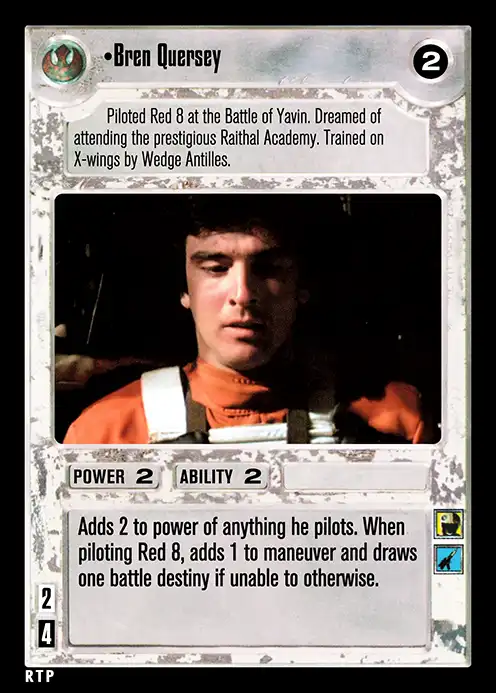 •Bren Quersey
2
Piloted Red 8 at the Battle of Yavin. Dreamed of
attending the prestigious Raithal Academy. Trained on
X-wings by Wedge Antilles.
POWER 2 ABILITY 2
Adds 2 to power of anything he pilots. When
piloting Red 8, adds 1 to maneuver and draws
one battle destiny if unable to otherwise.
2
4
RTP